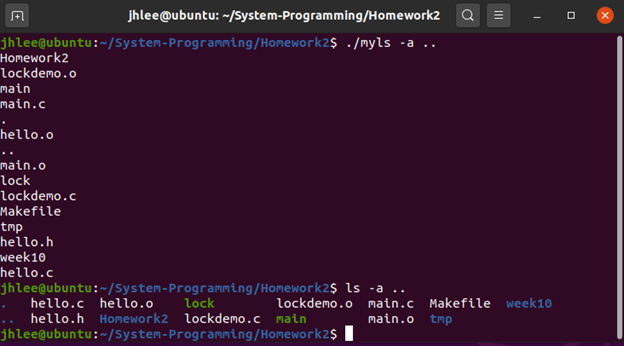 jhlee@ubuntu: ~/System-Programming/Homework2
jhlee@ubuntu:~/System-Programming/Homework2$ ./myls -a ..
Homework2
lockdemo.o
main
main.c
.
hello.o
..
main.o
lock
lockdemo.c
Makefile
tmp
hello.h
week10
hello.c
jhlee@ubuntu:~/System-Programming/Homework2$ ls -a ..
.   hello.c  hello.o    lock        lockdemo.o  main.c  Makefile  week10
..  hello.h  Homework2  lockdemo.c  main        main.o  tmp
jhlee@ubuntu:~/System-Programming/Homework2$